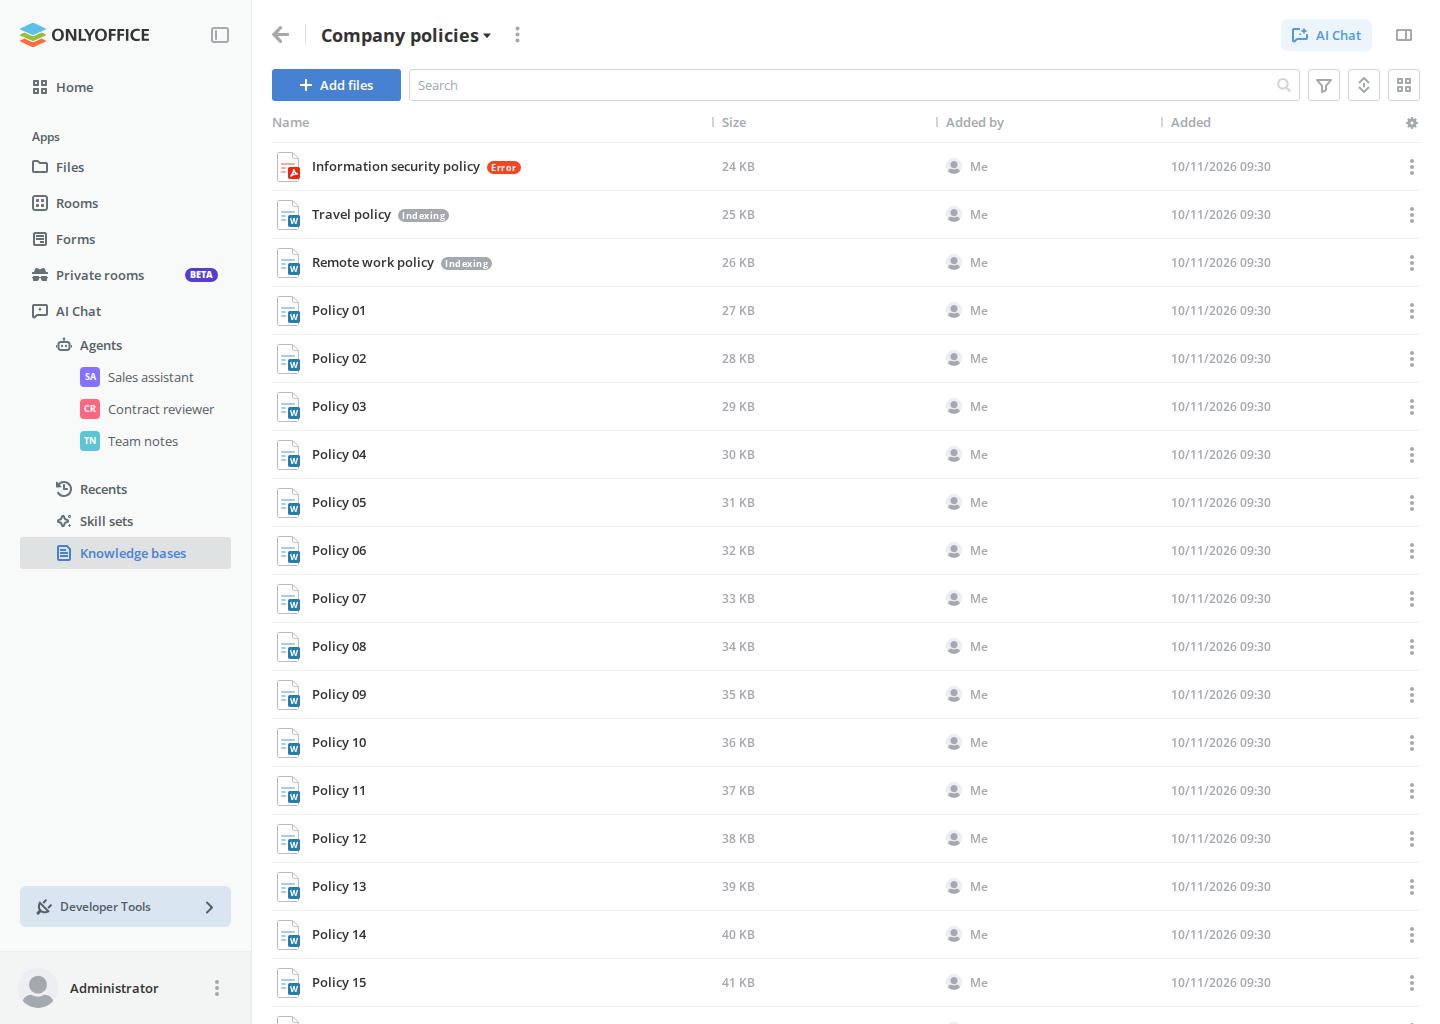 ONLYOFFICE
Home
Apps
Files
Rooms
Forms
Private rooms BETA
AI Chat
Agents
SA Sales assistant
CR Contract reviewer
TN Team notes
Recents
Skill sets
Knowledge bases
Developer Tools
Administrator
Company policies
AI Chat
Add files
Search
Name Size Added by Added
Information security policy Error 24 KB Me 10/11/2026 09:30
Travel policy Indexing 25 KB Me 10/11/2026 09:30
Remote work policy Indexing 26 KB Me 10/11/2026 09:30
W Policy 01 27 KB Me 10/11/2026 09:30
W Policy 02 28 KB Me 10/11/2026 09:30
W Policy 03 29 KB Me 10/11/2026 09:30
W Policy 04 30 KB Me 10/11/2026 09:30
W Policy 05 31 KB Me 10/11/2026 09:30
W Policy 06 32 KB Me 10/11/2026 09:30
W Policy 07 33 KB Me 10/11/2026 09:30
W Policy 08 34 KB Me 10/11/2026 09:30
W Policy 09 35 KB Me 10/11/2026 09:30
W Policy 10 36 KB Me 10/11/2026 09:30
W Policy 11 37 KB Me 10/11/2026 09:30
W Policy 12 38 KB Me 10/11/2026 09:30
W Policy 13 39 KB Me 10/11/2026 09:30
W Policy 14 40 KB Me 10/11/2026 09:30
W Policy 15 41 KB Me 10/11/2026 09:30